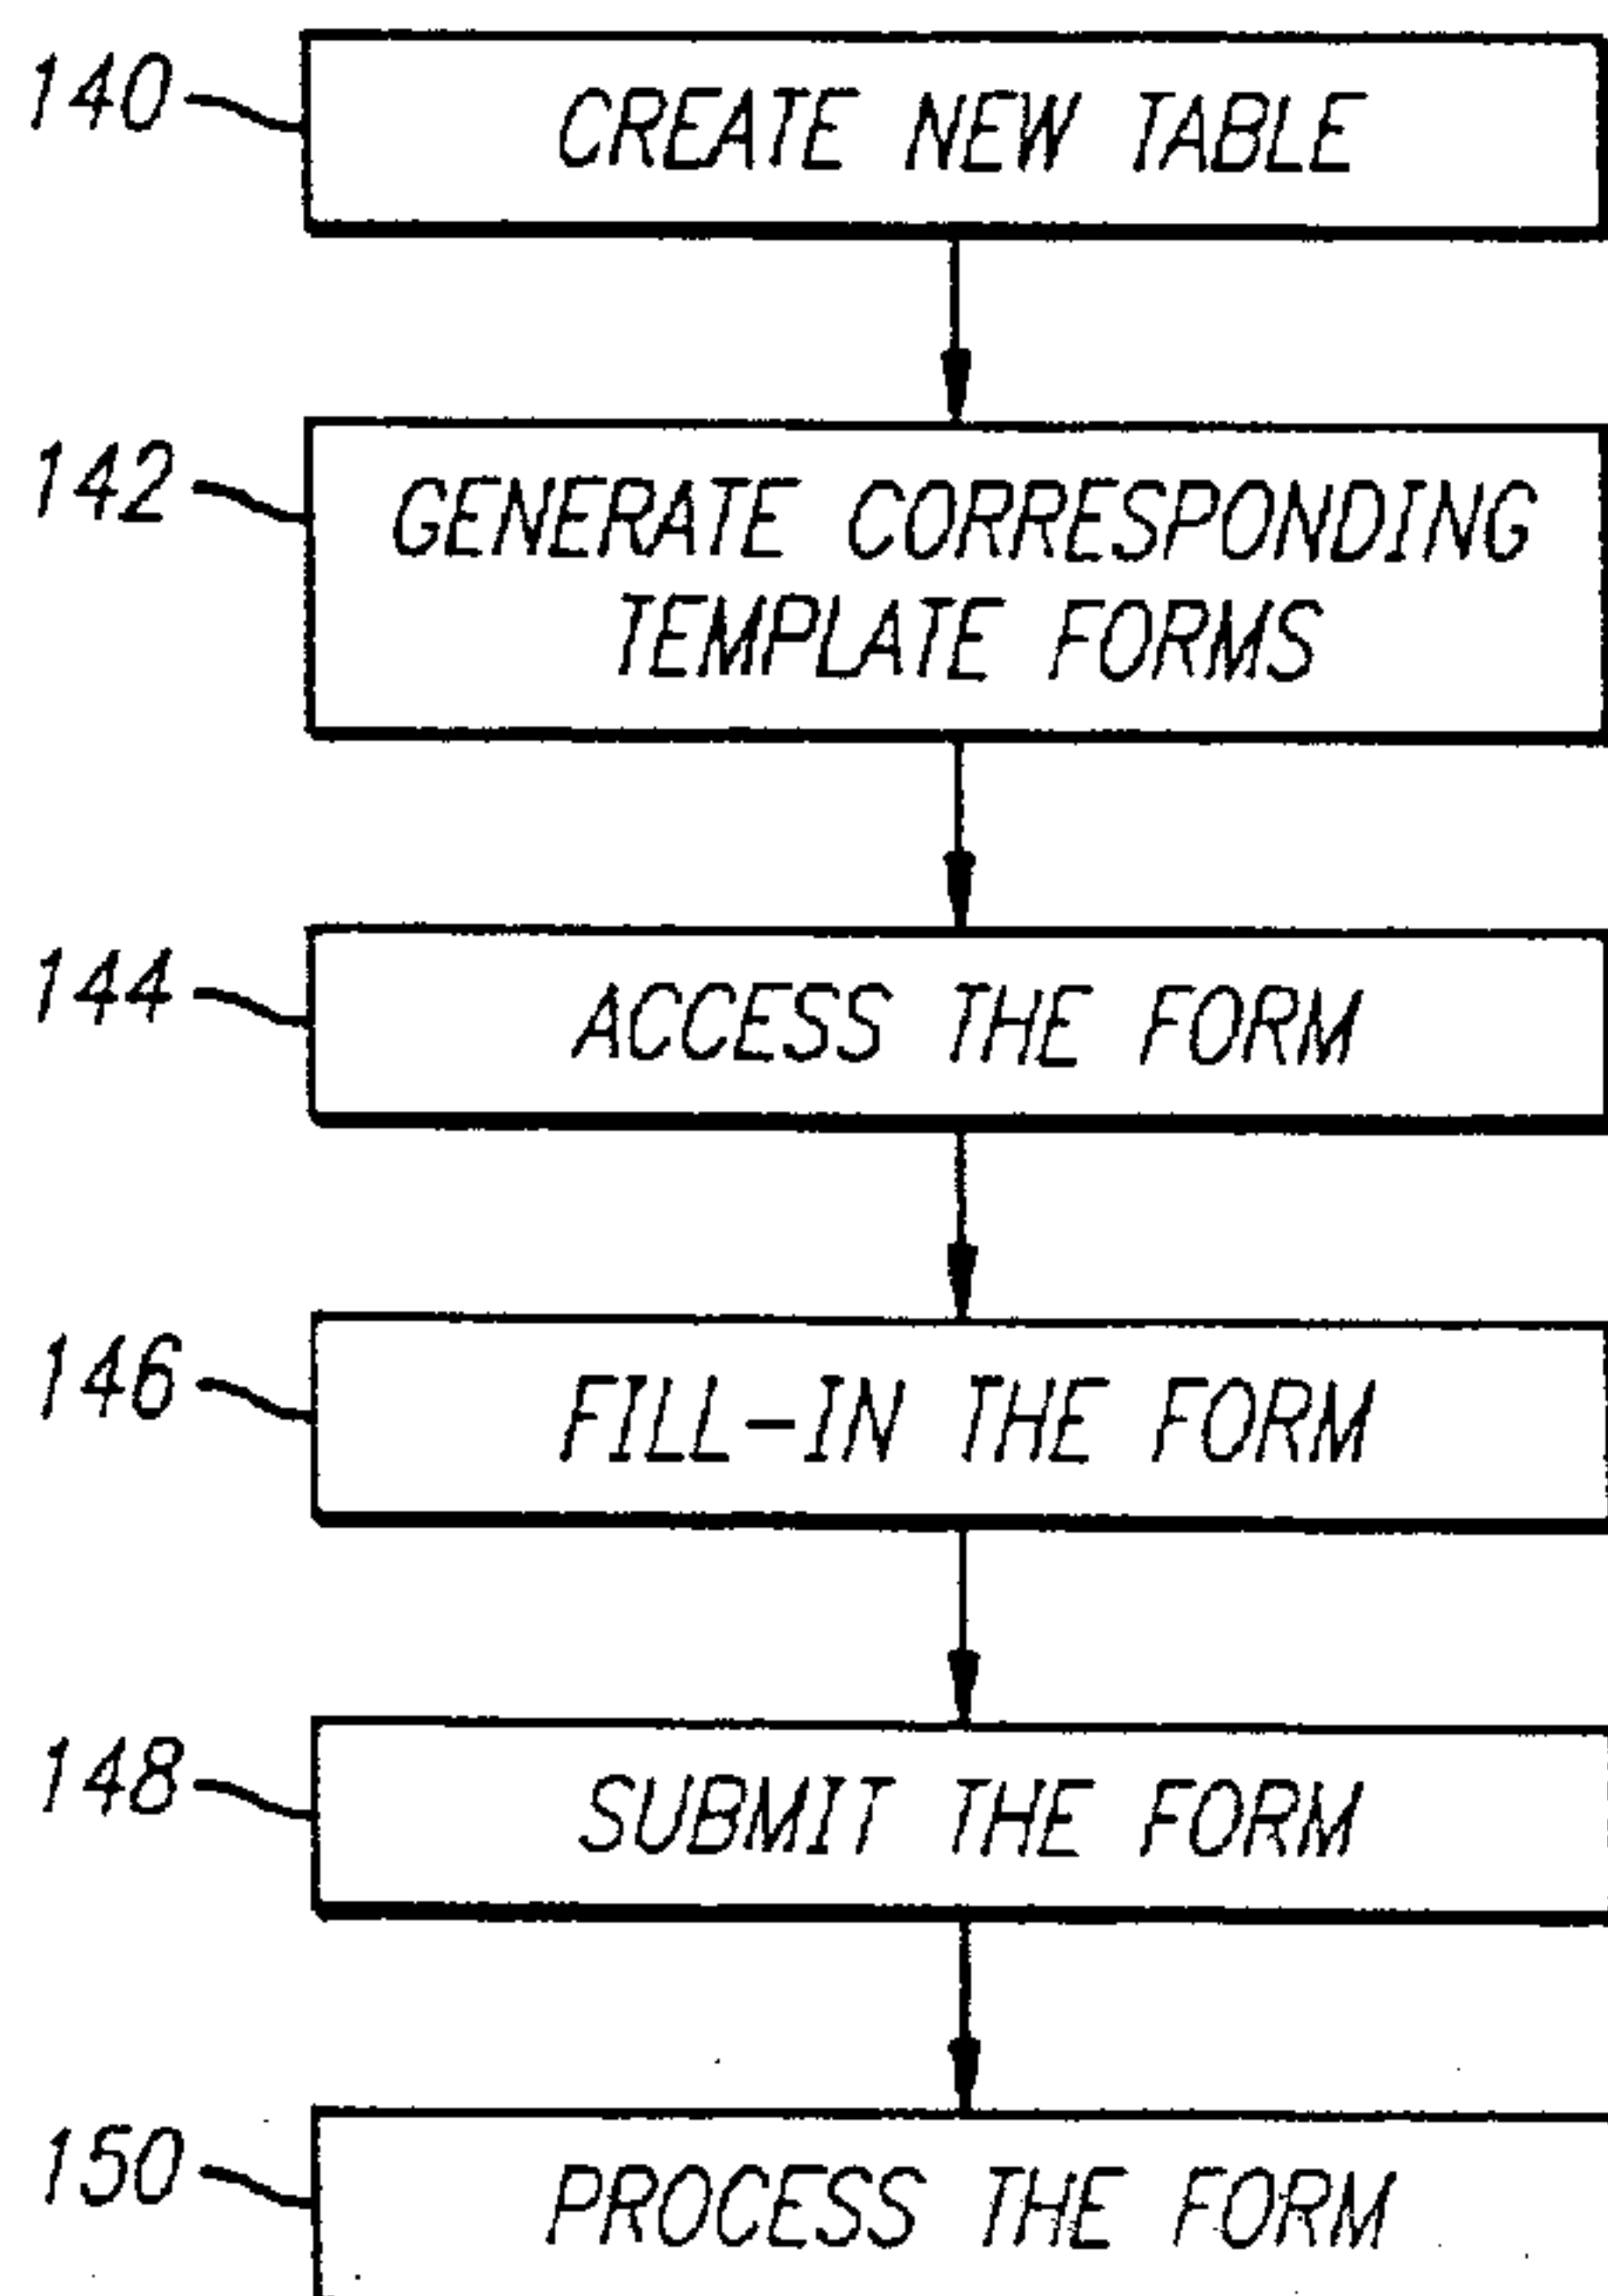 140
CREATE NEW TABLE
142
GENERATE CORRESPONDING
TEMPLATE FORMS
144
ACCESS THE FORM
146
FILL-IN THE FORM
148
SUBMIT THE FORM
150
PROCESS THE FORM